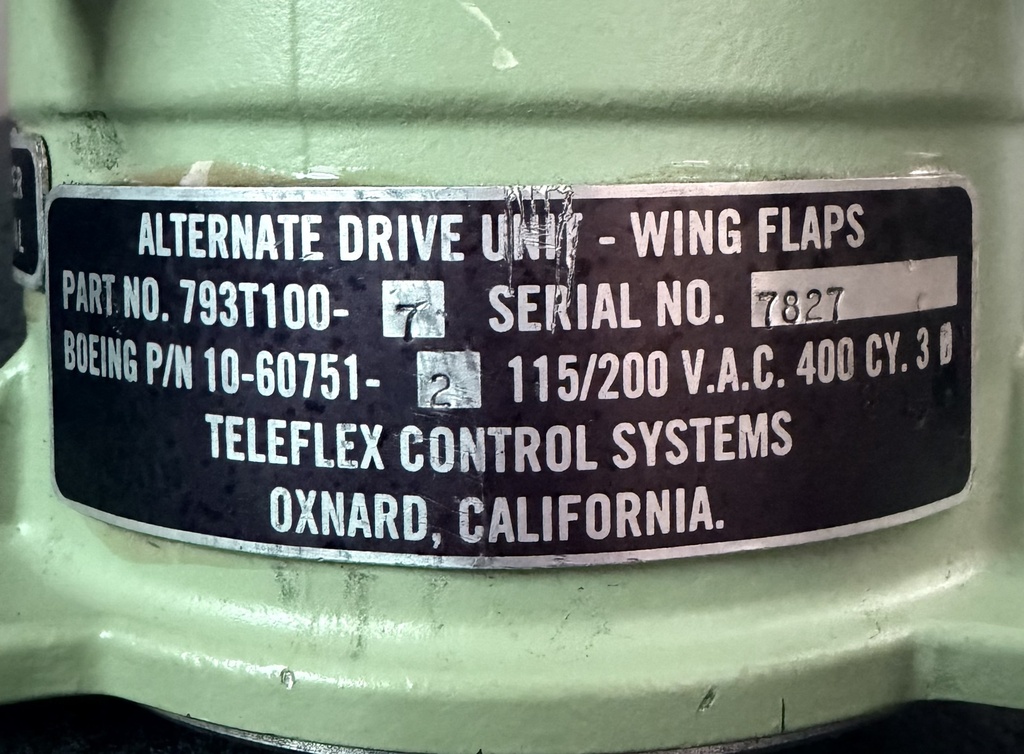 ALTERNATE DRIVE UNIT - WING FLAPS
PART NO. 793T100- 7 SERIAL NO. 7827
BOEING P/N 10-60751- 2 115/200 V.A.C. 400 CY. 3 Ø
TELEFLEX CONTROL SYSTEMS
OXNARD, CALIFORNIA.